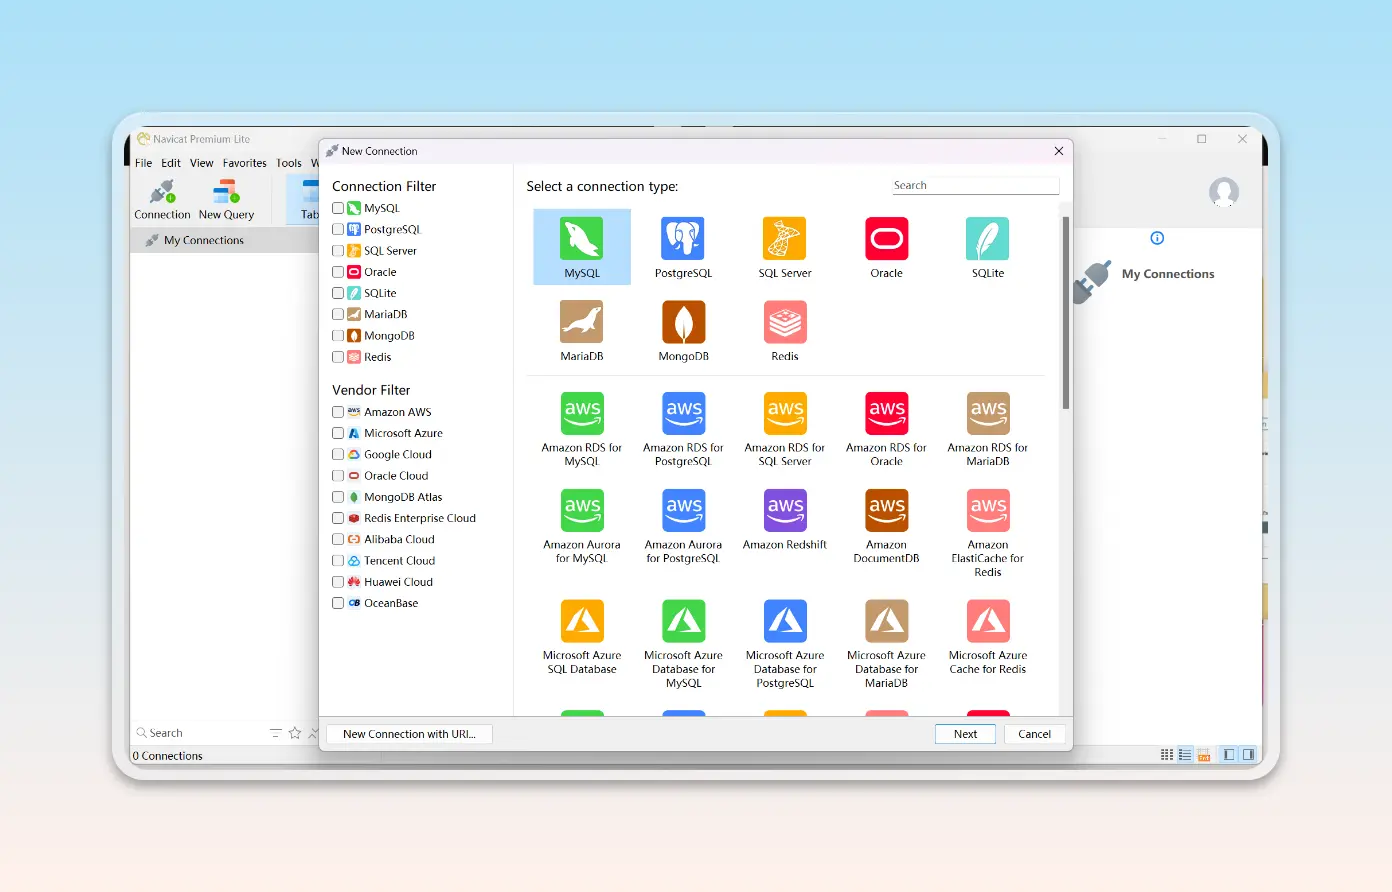 Navicat Premium Lite
File Edit View Favorites Tools W
Connection New Query Tab
My Connections
Search
0 Connections
New Connection
Connection Filter
MySQL
PostgreSQL
SQL Server
Oracle
SQLite
MariaDB
MongoDB
Redis
Vendor Filter
Amazon AWS
Microsoft Azure
Google Cloud
Oracle Cloud
MongoDB Atlas
Redis Enterprise Cloud
Alibaba Cloud
Tencent Cloud
Huawei Cloud
OceanBase
Select a connection type:
Search
MySQL
PostgreSQL
SQL Server
Oracle
SQLite
MariaDB
MongoDB
Redis
aws
Amazon RDS for
MySQL
aws
Amazon RDS for
PostgreSQL
aws
Amazon RDS for
SQL Server
aws
Amazon RDS for
Oracle
aws
Amazon RDS for
MariaDB
aws
Amazon Aurora
for MySQL
aws
Amazon Aurora
for PostgreSQL
aws
Amazon Redshift
aws
Amazon
DocumentDB
aws
Amazon
ElastiCache for
Redis
Microsoft Azure
SQL Database
Microsoft Azure
Database for
MySQL
Microsoft Azure
Database for
PostgreSQL
Microsoft Azure
Database for
MariaDB
Microsoft Azure
Cache for Redis
New Connection with URI...
Next
Cancel
My Connections